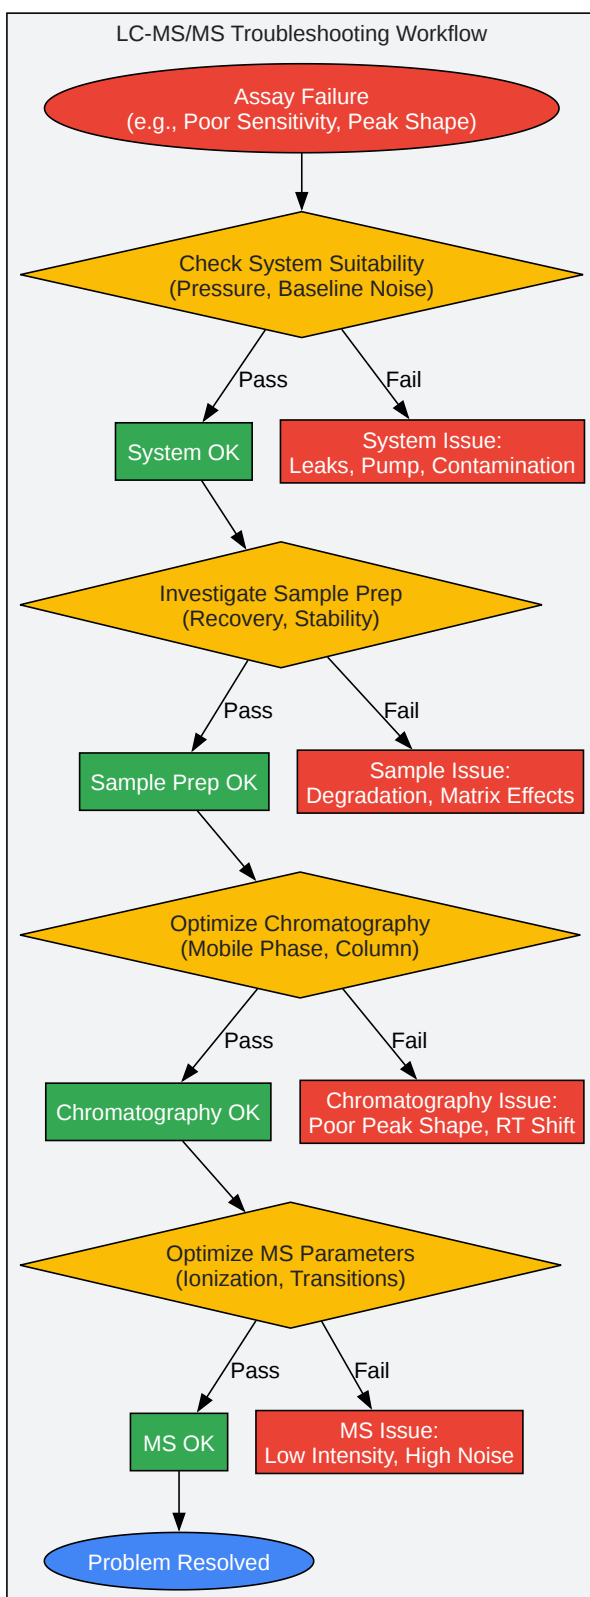 LC-MS/MS Troubleshooting Workflow
Assay Failure
(e.g., Poor Sensitivity, Peak Shape)
Check System Suitability
(Pressure, Baseline Noise)
Pass
Fail
System OK
System Issue:
Leaks, Pump, Contamination
Investigate Sample Prep
(Recovery, Stability)
Pass
Fail
Sample Prep OK
Sample Issue:
Degradation, Matrix Effects
Optimize Chromatography
(Mobile Phase, Column)
Pass
Fail
Chromatography OK
Chromatography Issue:
Poor Peak Shape, RT Shift
Optimize MS Parameters
(Ionization, Transitions)
Pass
Fail
MS OK
MS Issue:
Low Intensity, High Noise
Problem Resolved